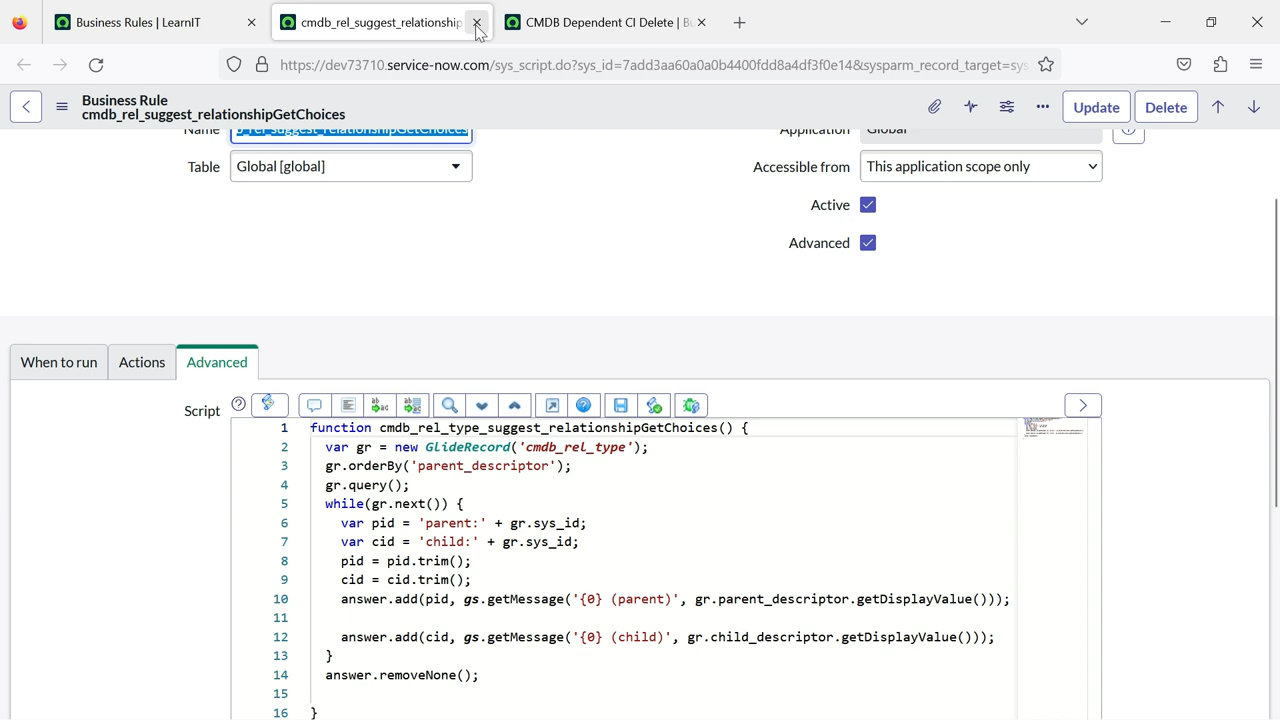 Business Rules | LearnIT
cmdb_rel_suggest_relationship
CMDB Dependent CI Delete | Bu
https://dev73710.service-now.com/sys_script.do?sys_id=7add3aa60a0a0b4400fdd8a4df3f0e14&sysparm_record_target=sys
Business Rule
cmdb_rel_suggest_relationshipGetChoices
Update
Delete
Name
_rel_suggest_relationshipGetChoices
Application
Global
Table
Global [global]
Accessible from
This application scope only
Active
Advanced
When to run
Actions
Advanced
Script
1 function cmdb_rel_type_suggest_relationshipGetChoices() {
2 var gr = new GlideRecord('cmdb_rel_type');
3 gr.orderBy('parent_descriptor');
4 gr.query();
5 while(gr.next()) {
6 var pid = 'parent:' + gr.sys_id;
7 var cid = 'child:' + gr.sys_id;
8 pid = pid.trim();
9 cid = cid.trim();
10 answer.add(pid, gs.getMessage('{0} (parent)', gr.parent_descriptor.getDisplayValue()));
11
12 answer.add(cid, gs.getMessage('{0} (child)', gr.child_descriptor.getDisplayValue()));
13 }
14 answer.removeNone();
15
16 }